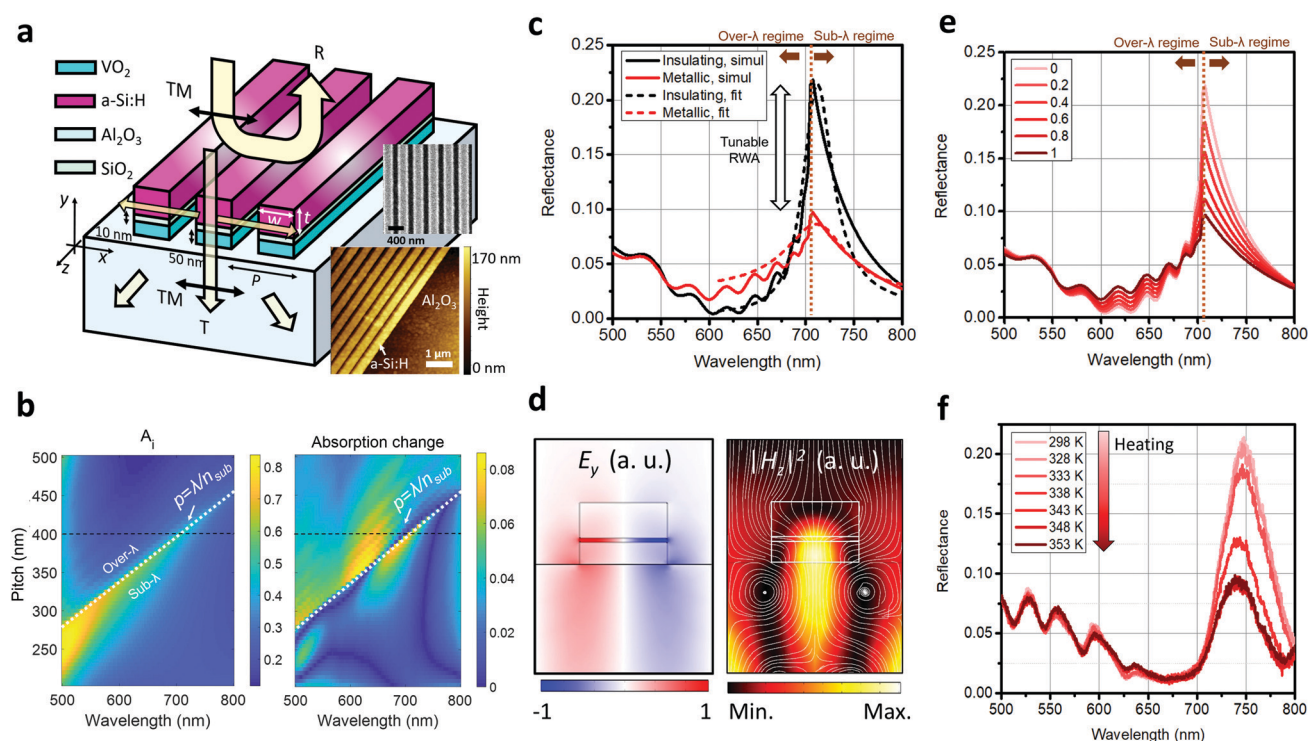 a
VO₂
a-Si:H
Al₂O₃
SiO₂
TM
R
y
x
z
10 nm
50 nm
w
t
P
TM
T
400 nm
170 nm
Height
0 nm
Al₂O₃
a-Si:H
1 µm
b
Aᵢ
Absorption change
p=λ/n_sub
p=λ/n_sub
Over-λ
Sub-λ
Pitch (nm)
500
450
400
350
300
250
500 600 700 800
500 600 700 800
0.8
0.7
0.6
0.5
0.4
0.3
0.2
0.08
0.06
0.04
0.02
0
Wavelength (nm)
Wavelength (nm)
c
Over-λ regime
Sub-λ regime
Insulating, simul
Metallic, simul
Insulating, fit
Metallic, fit
Tunable
RWA
Reflectance
0.25
0.20
0.15
0.10
0.05
0.00
500 550 600 650 700 750 800
Wavelength (nm)
d
E_y (a. u.)
|H_z|² (a. u.)
-1 1
Min. Max.
e
Over-λ regime
Sub-λ regime
0
0.2
0.4
0.6
0.8
1
Reflectance
0.25
0.20
0.15
0.10
0.05
0.00
500 550 600 650 700 750 800
Wavelength (nm)
f
298 K
328 K
333 K
338 K
343 K
348 K
353 K
Heating
Reflectance
0.20
0.15
0.10
0.05
0.00
500 550 600 650 700 750 800
Wavelength (nm)